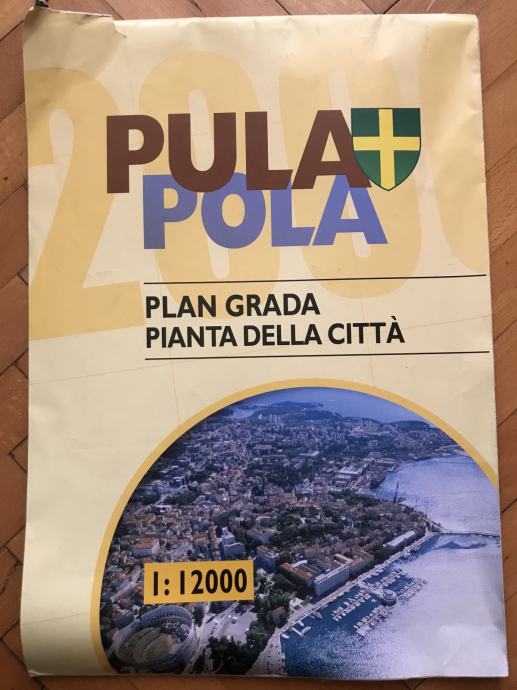 PULA
POLA
PLAN GRADA
PIANTA DELLA CITTÀ
1:12000